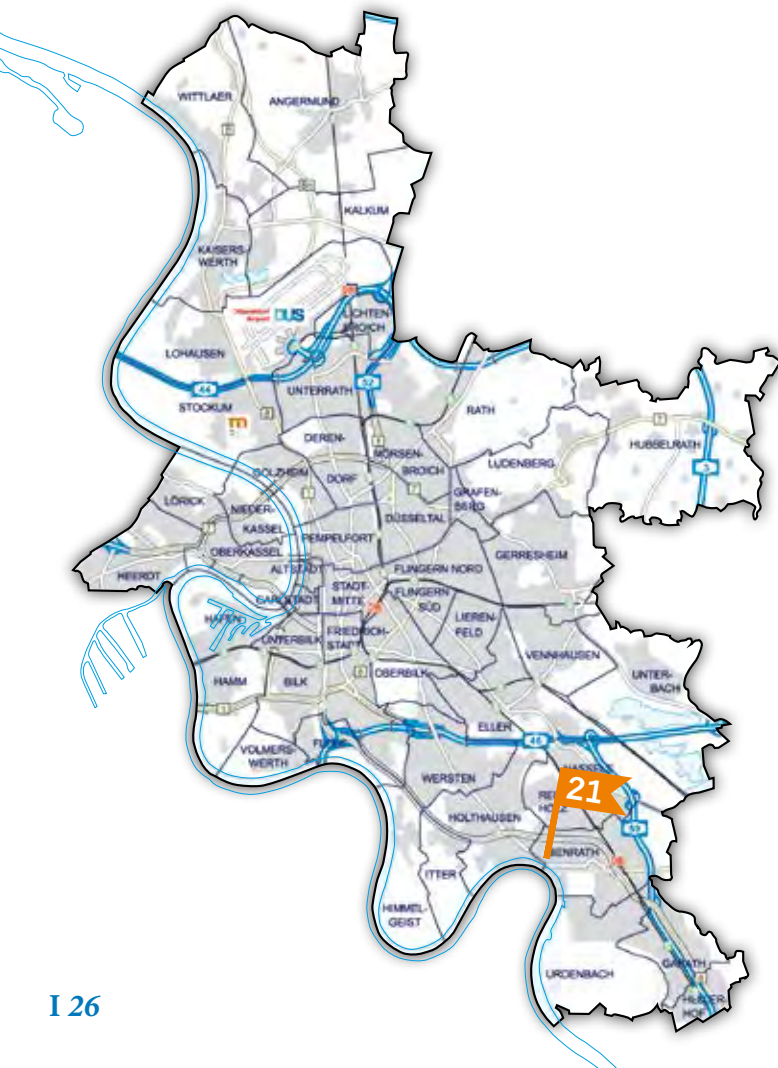 WITTLAER
ANGERMUND
KALKUM
KAISERS-
WERTH
Airport
DUS
LICHTEN-
BROICH
LOHAUSEN
44
STOCKUM
m
UNTERRATH
52
RATH
DEREN-
DORF
MÖRSEN-
BROICH
LUDENBERG
HUBBELRATH
3
GOLZHEIM
GRAFEN-
BERG
LÖRICK
NIEDER-
KASSEL
DÜSSELTAL
PEMPELFORT
GERRESHEIM
OBERKASSEL
HEERDT
ALTSTADT
FLINGERN NORD
STADT-
MITTE
FLINGERN
SÜD
CARLSTADT
HAFEN
LIEREN-
FELD
UNTERBILK
FRIEDRICH-
STADT
VENNHAUSEN
UNTER-
BACH
HAMM
BILK
OBERBILK
ELLER
46
VOLMERS-
WERTH
WERSTEN
21
HOLTHAUSEN
59
BENRATH
ITTER
HIMMEL-
GEIST
URDENBACH
GARATH
HELLER-
HOF
I 26